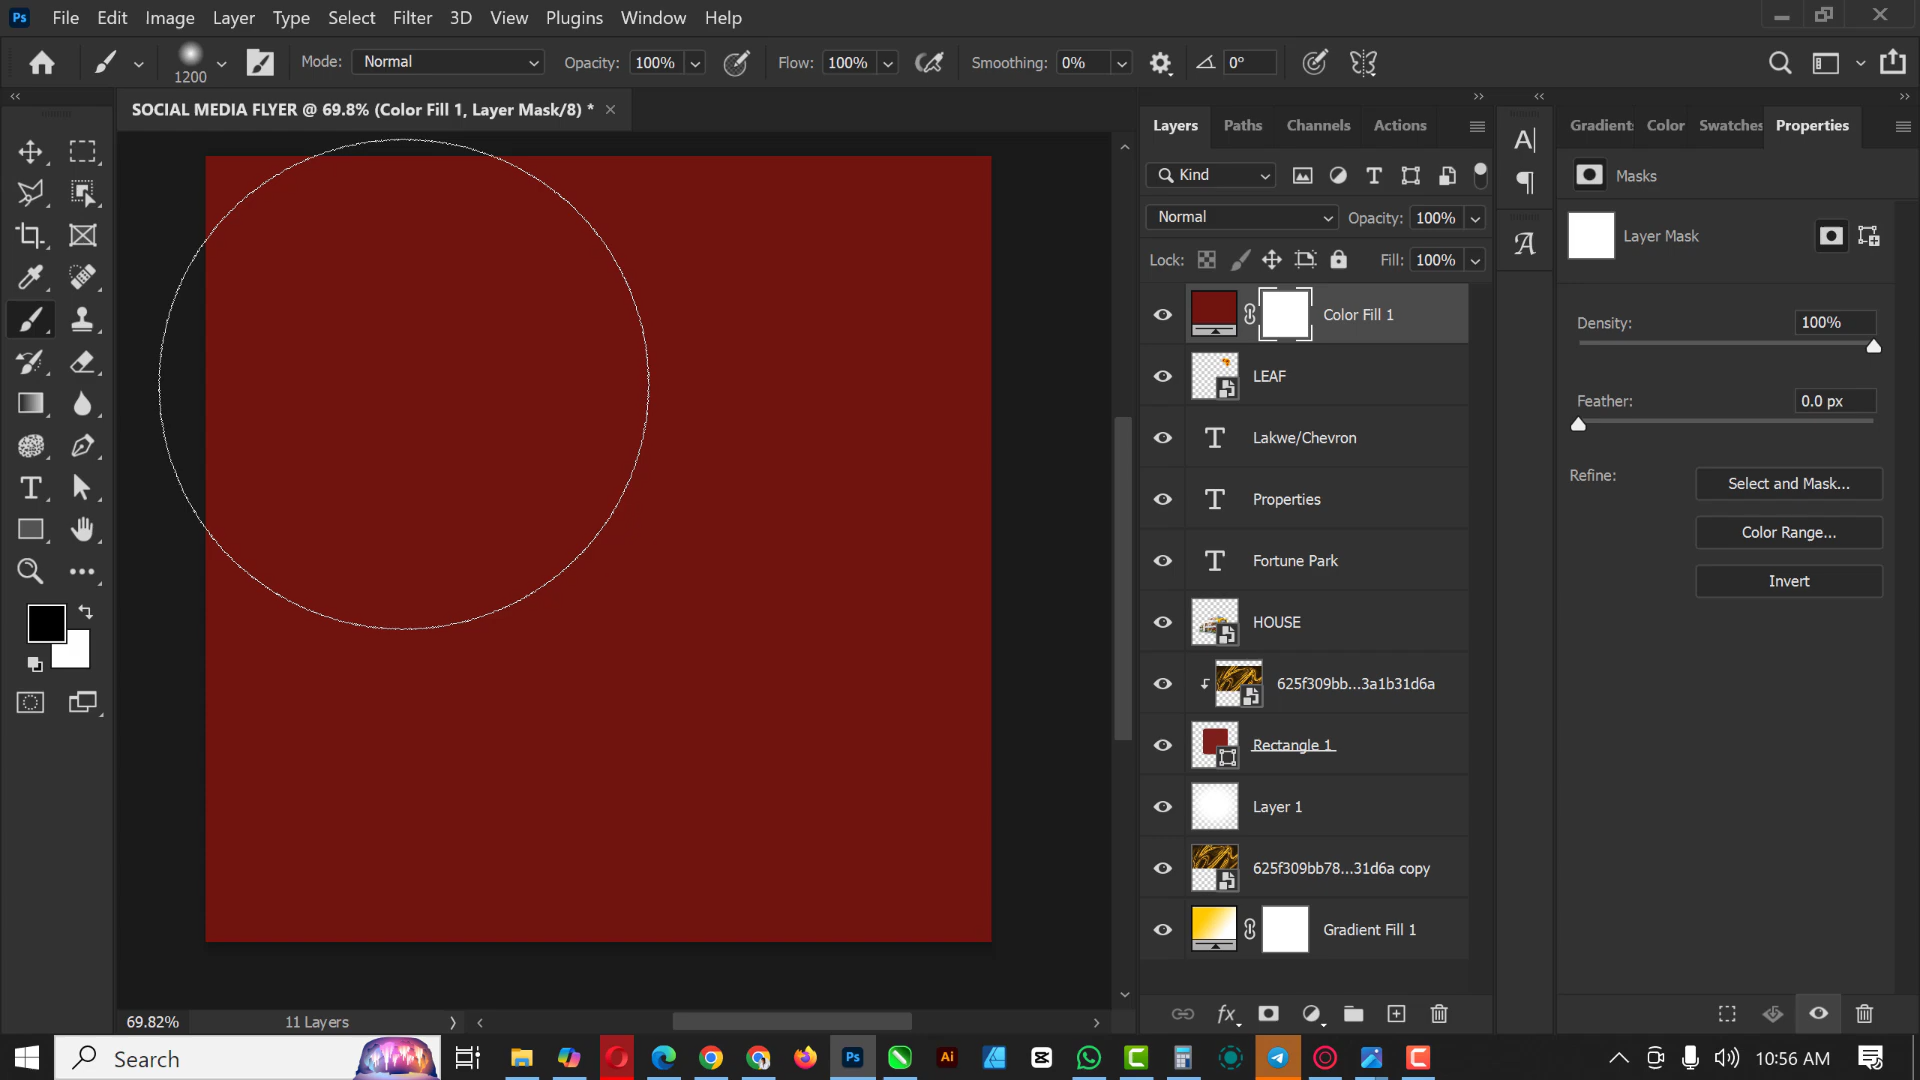 Ps File Edit Image Layer Type Select Filter 3D View Plugins Window Help
1200 Mode: Normal Opacity: 100% Flow: 100% Smoothing: 0% 0°
SOCIAL MEDIA FLYER @ 69.8% (Color Fill 1, Layer Mask/8) *
Layers Paths Channels Actions
Gradient Color Swatches Properties
Kind
Masks
Normal Opacity: 100%
Layer Mask
Lock: Fill: 100%
Color Fill 1
Density: 100%
LEAF
Feather: 0.0 px
Lakwe/Chevron
Refine: Select and Mask...
Properties
Color Range...
Fortune Park
Invert
HOUSE
625f309bb...3a1b31d6a
Rectangle 1
Layer 1
625f309bb78...31d6a copy
Gradient Fill 1
fx
69.82% 11 Layers
Search
Ps Ai
10:56 AM